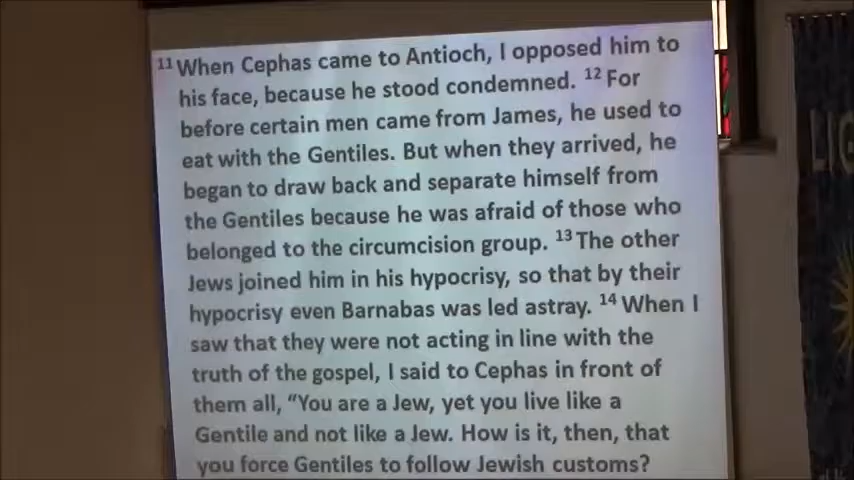 11 When Cephas came to Antioch, I opposed him to
his face, because he stood condemned. 12 For
before certain men came from James, he used to
eat with the Gentiles. But when they arrived, he
began to draw back and separate himself from
the Gentiles because he was afraid of those who
belonged to the circumcision group. 13 The other
Jews joined him in his hypocrisy, so that by their
hypocrisy even Barnabas was led astray. 14 When I
saw that they were not acting in line with the
truth of the gospel, I said to Cephas in front of
them all, “You are a Jew, yet you live like a
Gentile and not like a Jew. How is it, then, that
you force Gentiles to follow Jewish customs?